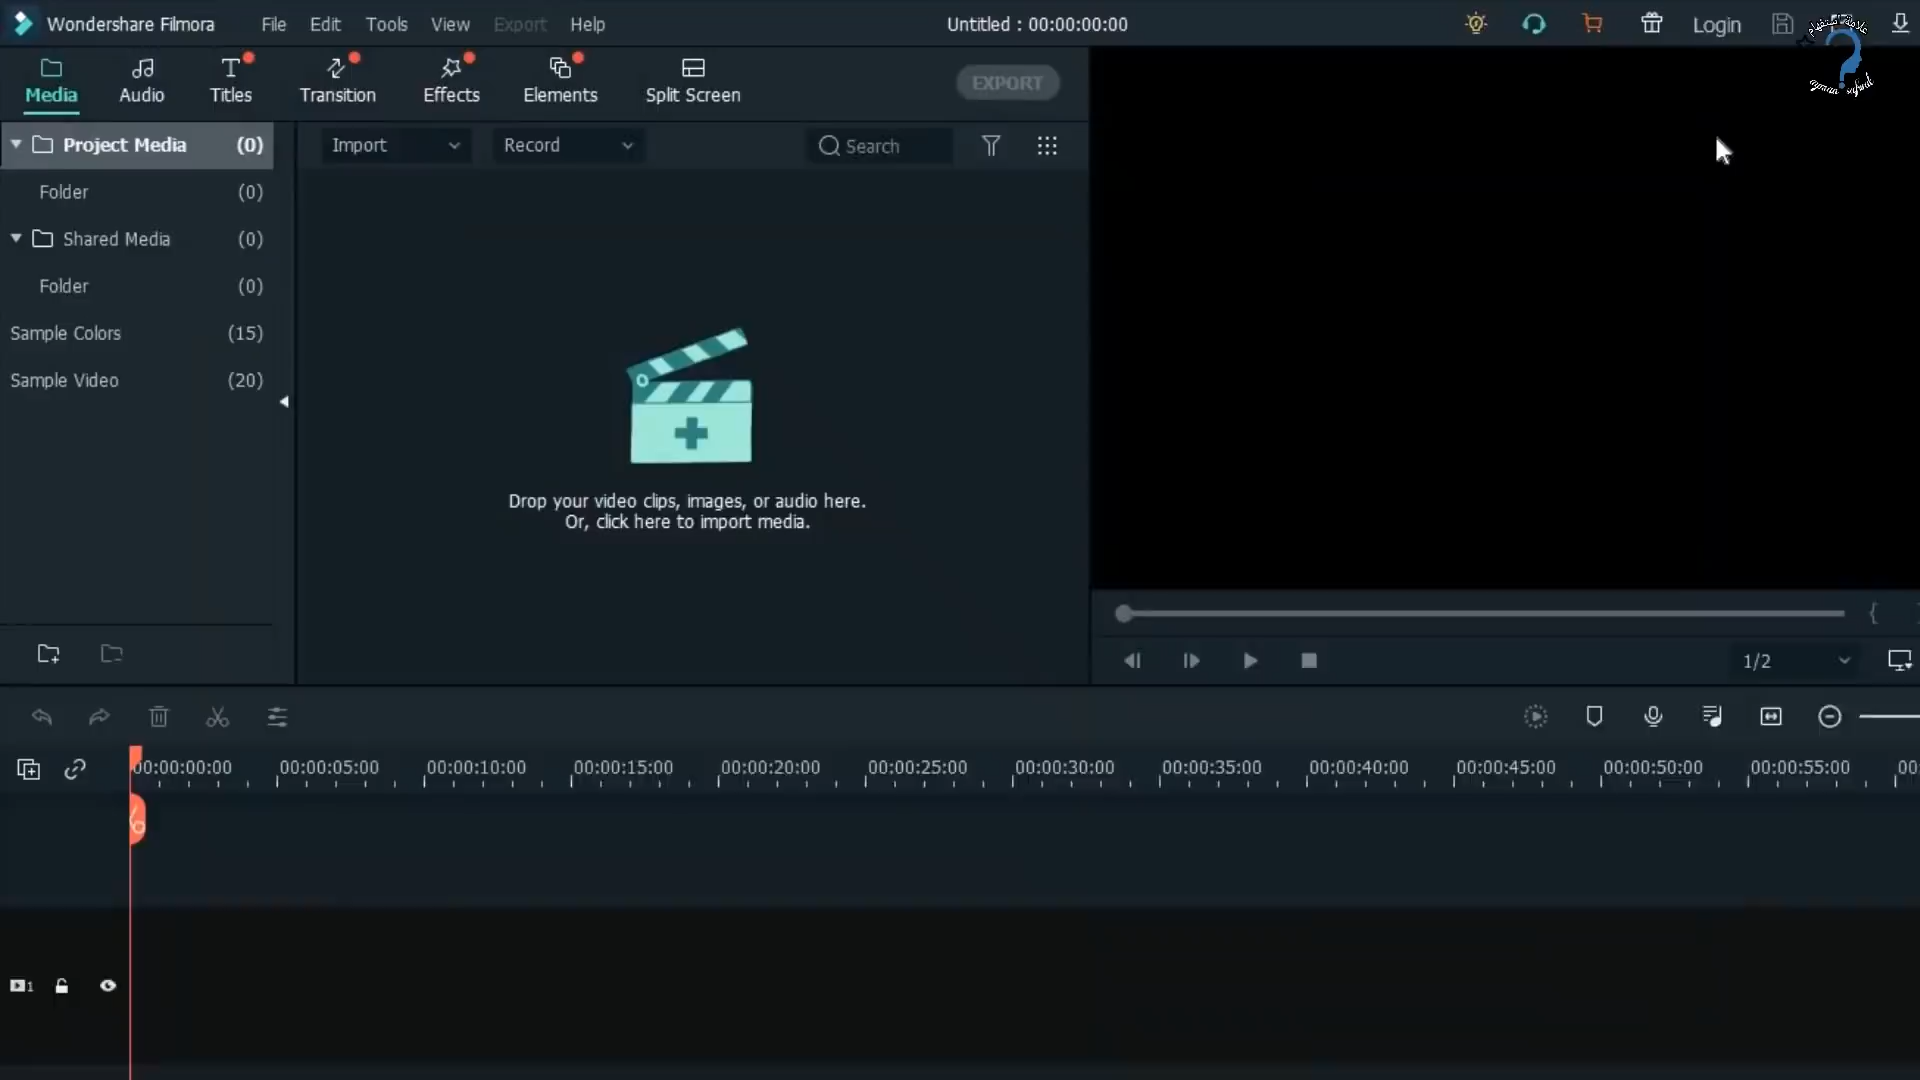 Wondershare Filmora File Edit Tools View Export Help Untitled : 00:00:00:00 Login
Media Audio Titles Transition Effects Elements Split Screen EXPORT
Project Media (0) Import Record Search
Folder (0)
Shared Media (0)
Folder (0)
Sample Colors (15)
Sample Video (20)
Drop your video clips, images, or audio here.
Or, click here to import media.
1/2
00:00:00:00 00:00:05:00 00:00:10:00 00:00:15:00 00:00:20:00 00:00:25:00 00:00:30:00 00:00:35:00 00:00:40:00 00:00:45:00 00:00:50:00 00:00:55:00 00
1